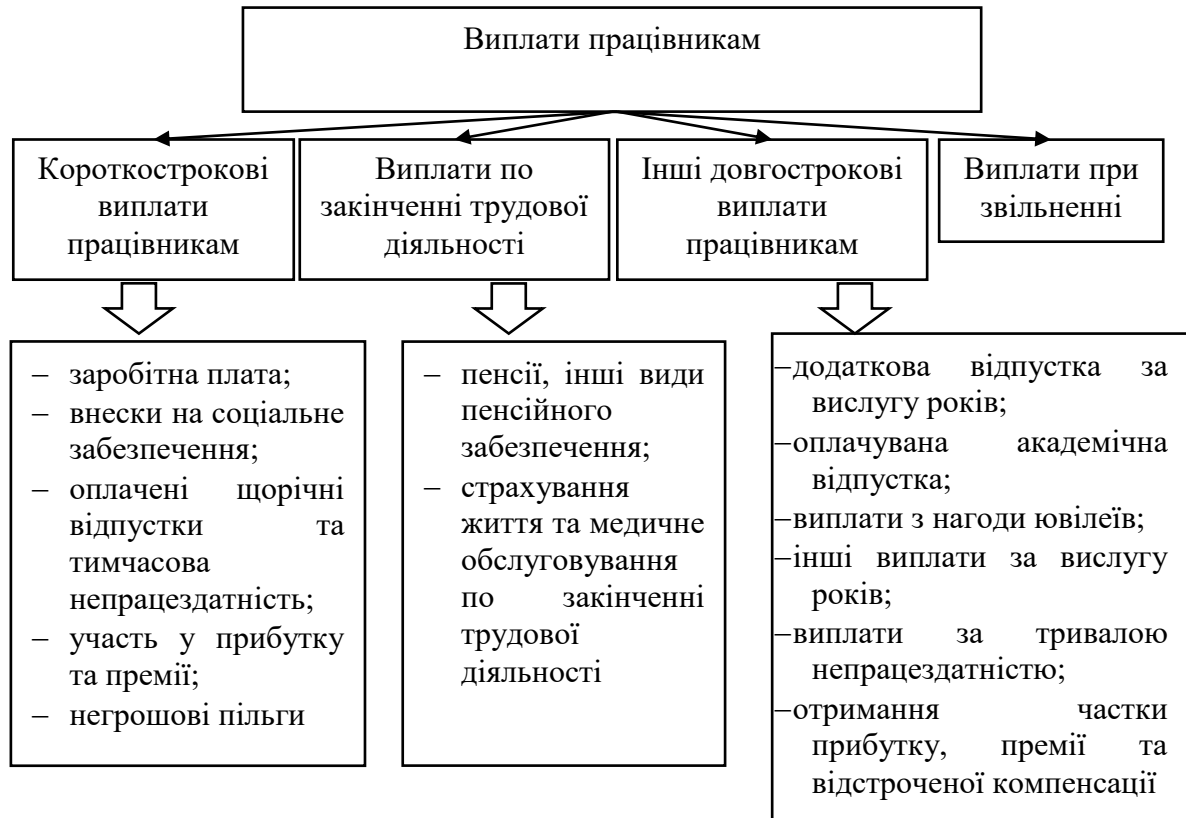 Виплати працівникам
Короткострокові
виплати
працівникам
Виплати по
закінченні трудової
діяльності
Інші довгострокові
виплати
працівникам
Виплати при
звільненні
– заробітна плата;
– внески на соціальне
забезпечення;
– оплачені щорічні
відпустки та
тимчасова
непрацездатність;
– участь у прибутку
та премії;
– негрошові пільги
– пенсії, інші види
пенсійного
забезпечення;
– страхування
життя та медичне
обслуговування
по закінченні
трудової
діяльності
–додаткова відпустка за
вислугу років;
–оплачувана академічна
відпустка;
–виплати з нагоди ювілеїв;
–інші виплати за вислугу
років;
–виплати за тривалою
непрацездатністю;
–отримання частки
прибутку, премії та
відстроченої компенсації